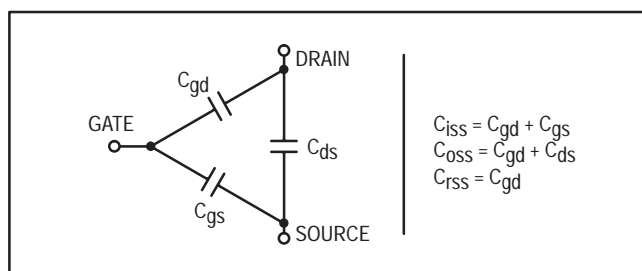 DRAIN
Cgd
GATE
Cds
Cgs
SOURCE
Ciss = Cgd + Cgs
Coss = Cgd + Cds
Crss = Cgd